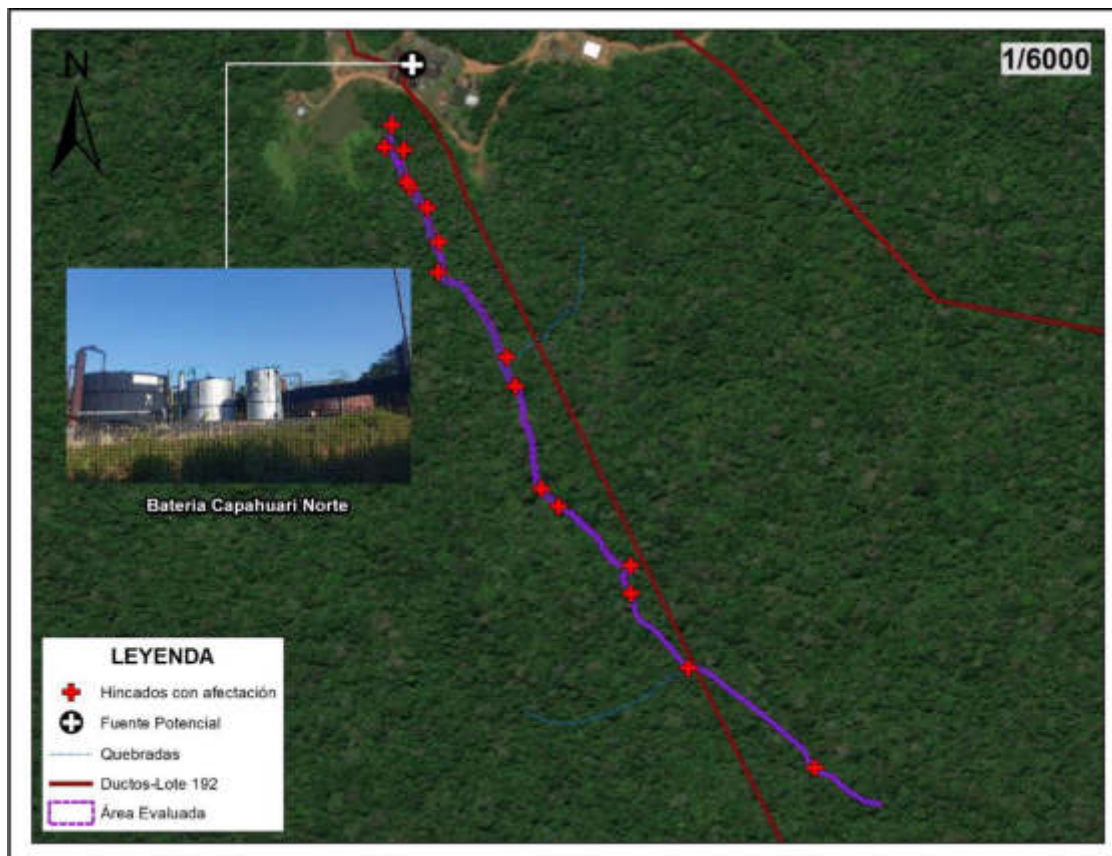 1/6000
N
Bateria Capahuari Norte
LEYENDA
Hincados con afectación
Fuente Potencial
Quebradas
Ductos-Lote 192
Área Evaluada